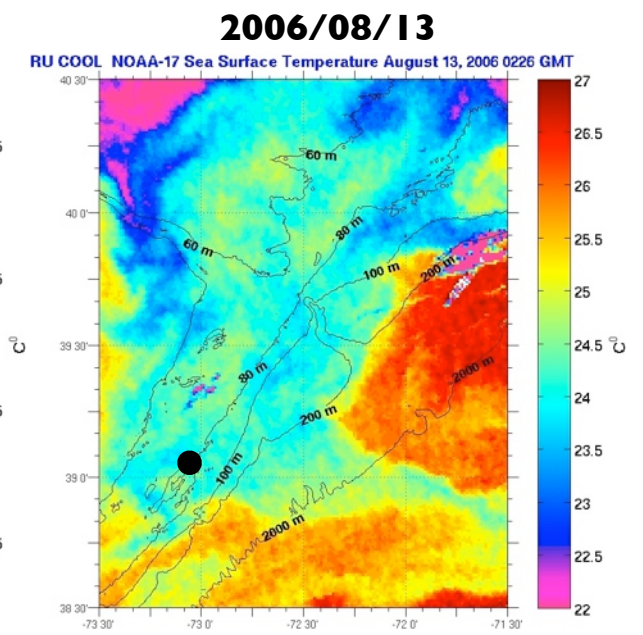 2006/08/13
RU COOL NOAA-17 Sea Surface Temperature August 13, 2006 0226 GMT
40 30'
27
26.5
60 m
26
40 0'
80 m
60 m
25.5
100 m
200 m
25
C⁰
39 30'
24.5
C⁰
80 m
2000 m
24
200 m
23.5
100 m
39 0'
23
2000 m
22.5
38 30'
22
-73 30'
-73 0'
-72 30'
-72 0'
-71 30'